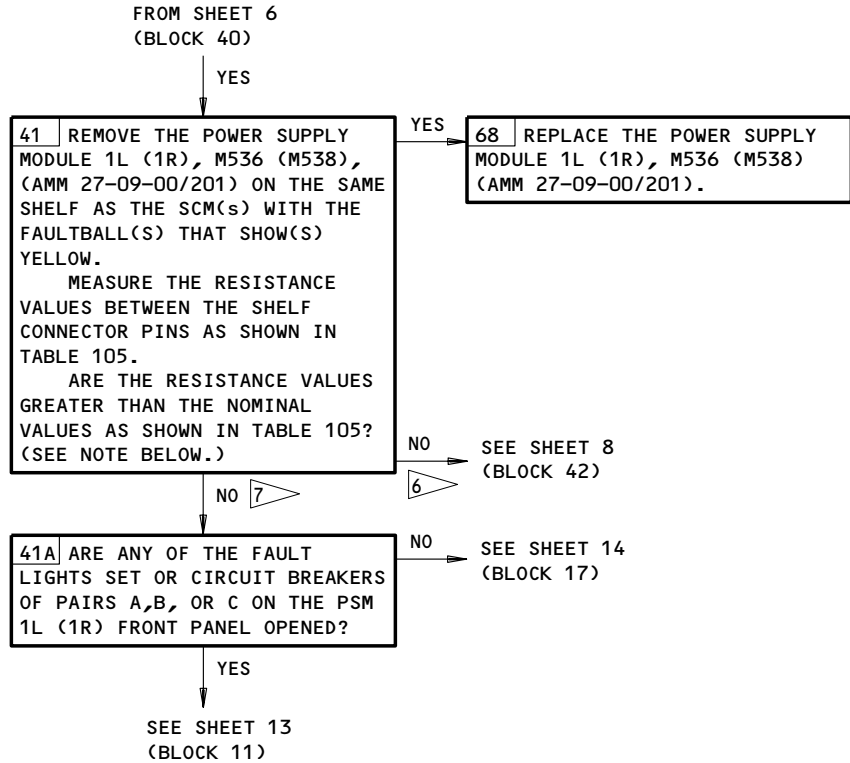 FROM SHEET 6
(BLOCK 40)
YES
41 REMOVE THE POWER SUPPLY
MODULE 1L (1R), M536 (M538),
(AMM 27-09-00/201) ON THE SAME
SHELF AS THE SCM(s) WITH THE
FAULTBALL(S) THAT SHOW(S)
YELLOW.
MEASURE THE RESISTANCE
VALUES BETWEEN THE SHELF
CONNECTOR PINS AS SHOWN IN
TABLE 105.
ARE THE RESISTANCE VALUES
GREATER THAN THE NOMINAL
VALUES AS SHOWN IN TABLE 105?
(SEE NOTE BELOW.)
YES
68 REPLACE THE POWER SUPPLY
MODULE 1L (1R), M536 (M538)
(AMM 27-09-00/201).
NO
6
SEE SHEET 8
(BLOCK 42)
NO 7
41A ARE ANY OF THE FAULT
LIGHTS SET OR CIRCUIT BREAKERS
OF PAIRS A,B, OR C ON THE PSM
1L (1R) FRONT PANEL OPENED?
NO
SEE SHEET 14
(BLOCK 17)
YES
SEE SHEET 13
(BLOCK 11)